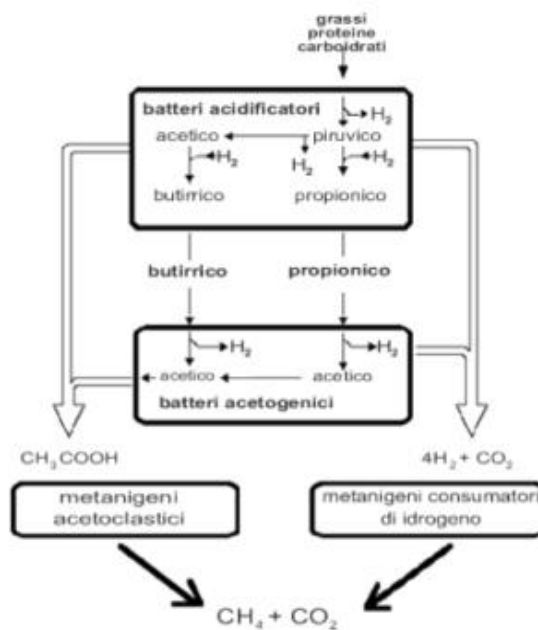 grassi
proteine
carboidrati
batteri acidificatori
H₂
acetico
piruvico
H₂
H₂
H₂
butirrico
propionico
butirrico
propionico
H₂
H₂
acetico
acetico
batteri acetogenici
CH₃COOH
4H₂ + CO₂
metanigeni
acetoclastici
metanigeni consumatori
di idrogeno
CH₄ + CO₂